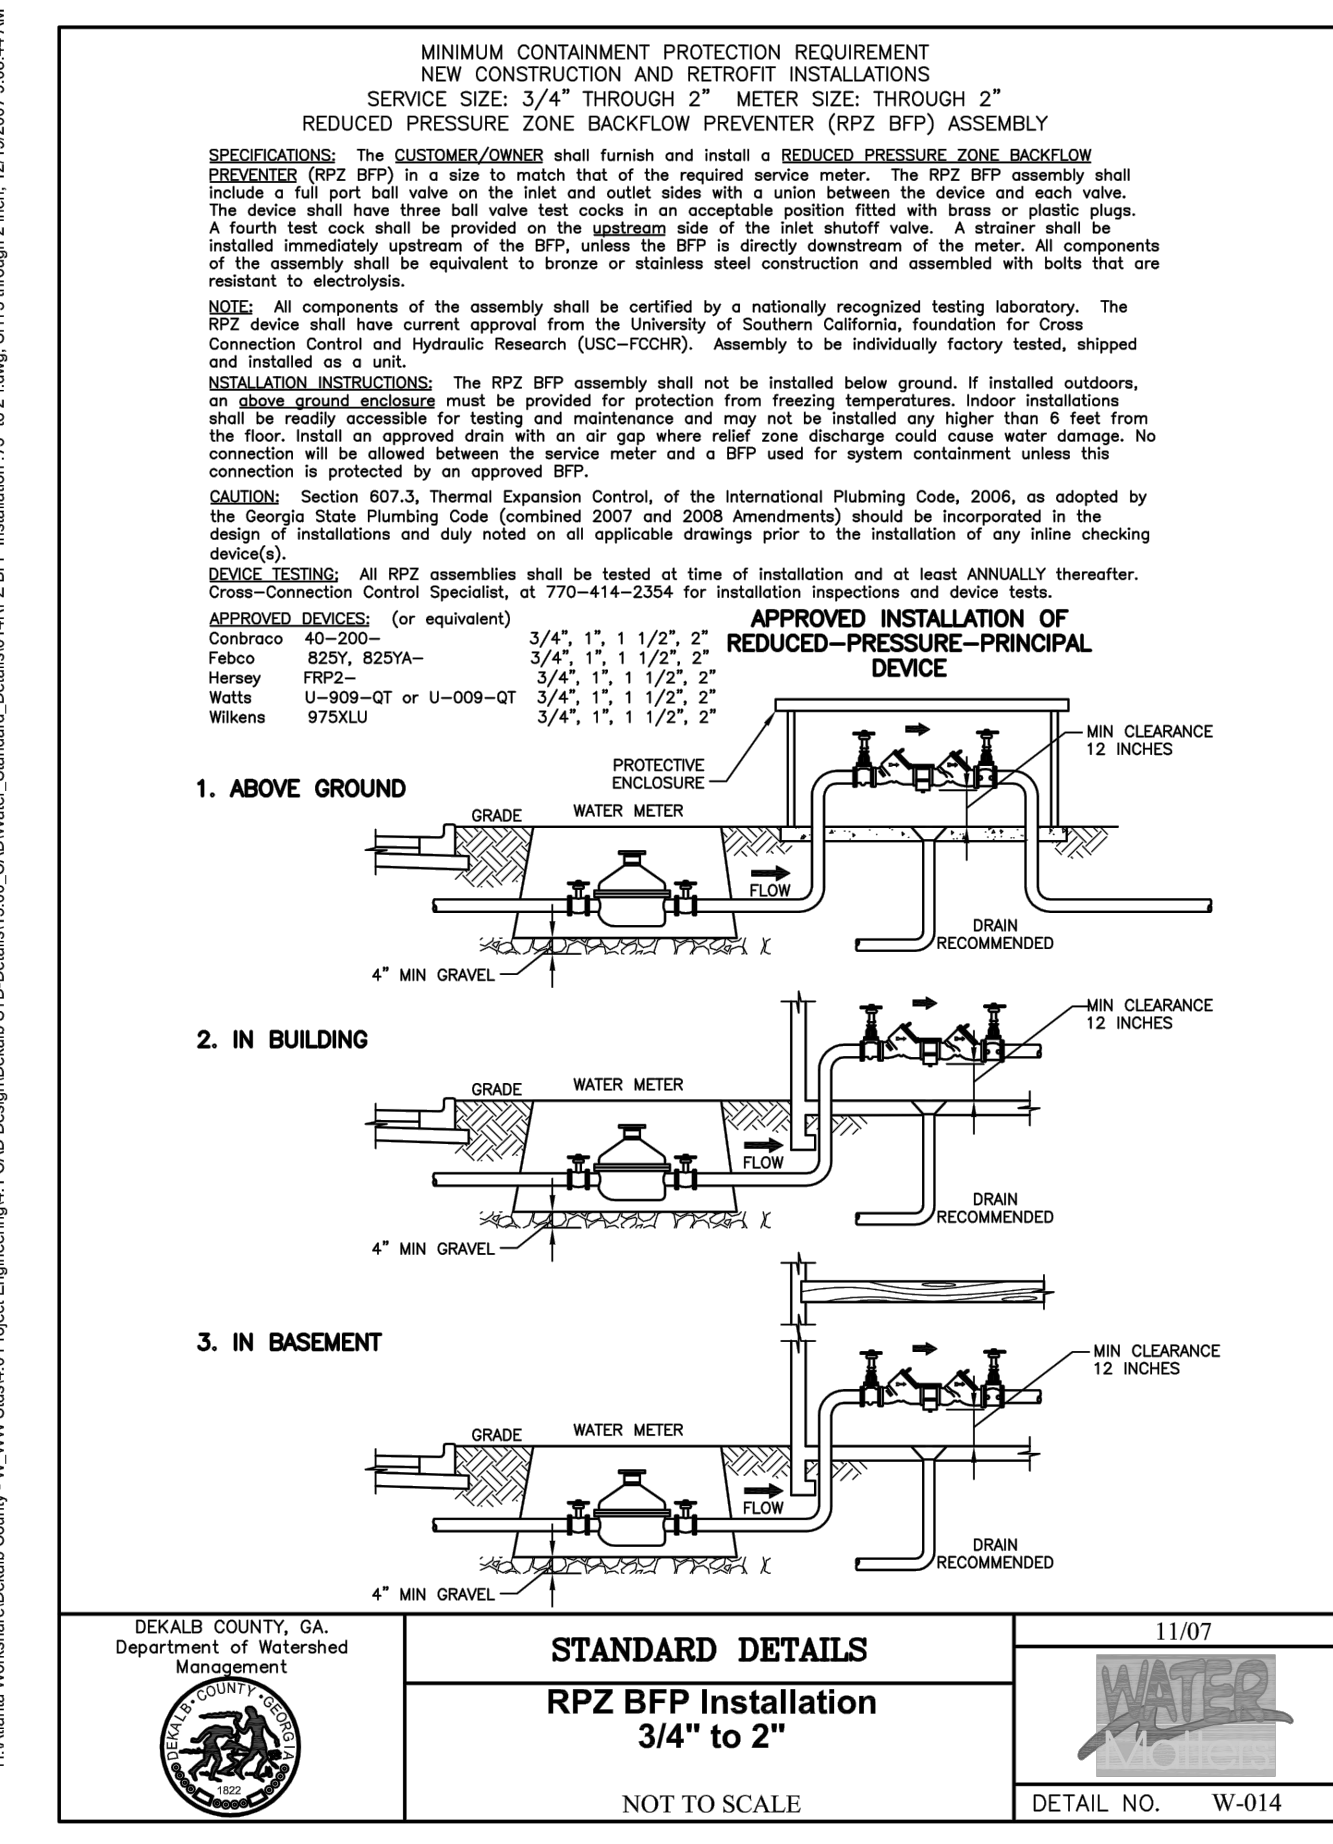 MINIMUM CONTAINMENT PROTECTION REQUIREMENT
NEW CONSTRUCTION AND RETROFIT INSTALLATIONS
SERVICE SIZE: 3/4" THROUGH 2" METER SIZE: THROUGH 2"
REDUCED PRESSURE ZONE BACKFLOW PREVENTER (RPZ BFP) ASSEMBLY
SPECIFICATIONS: The CUSTOMER/OWNER shall furnish and install a REDUCED PRESSURE ZONE BACKFLOW
PREVENTER (RPZ BFP) in a size to match that of the required service meter. The RPZ BFP assembly shall
include a full port ball valve on the inlet and outlet sides with a union between the device and each valve.
The device shall have three ball valve test cocks in an acceptable position fitted with brass or plastic plugs.
A fourth test cock shall be provided on the upstream side of the inlet shutoff valve. A strainer shall be
installed immediately upstream of the BFP, unless the BFP is directly downstream of the meter. All components
of the assembly shall be equivalent to bronze or stainless steel construction and assembled with bolts that are
resistant to electrolysis.
NOTE: All components of the assembly shall be certified by a nationally recognized testing laboratory. The
RPZ device shall have current approval from the University of Southern California, foundation for Cross
Connection Control and Hydraulic Research (USC-FCCHR). Assembly to be individually factory tested, shipped
and installed as a unit.
NSTALLATION INSTRUCTIONS: The RPZ BFP assembly shall not be installed below ground. If installed outdoors,
an above ground enclosure must be provided for protection from freezing temperatures. Indoor installations
shall be readily accessible for testing and maintenance and may not be installed any higher than 6 feet from
the floor. Install an approved drain with an air gap where relief zone discharge could cause water damage. No
connection will be allowed between the service meter and a BFP used for system containment unless this
connection is protected by an approved BFP.
CAUTION: Section 607.3, Thermal Expansion Control, of the International Plubming Code, 2006, as adopted by
the Georgia State Plumbing Code (combined 2007 and 2008 Amendments) should be incorporated in the
design of installations and duly noted on all applicable drawings prior to the installation of any inline checking
device(s).
DEVICE TESTING; All RPZ assemblies shall be tested at time of installation and at least ANNUALLY thereafter.
Cross-Connection Control Specialist, at 770-414-2354 for installation inspections and device tests.
APPROVED DEVICES: (or equivalent)
Conbraco 40-200- 3/4", 1", 1 1/2", 2"
Febco 825Y, 825YA- 3/4", 1", 1 1/2", 2"
Hersey FRP2- 3/4", 1", 1 1/2", 2"
Watts U-909-QT or U-009-QT 3/4", 1", 1 1/2", 2"
Wilkens 975XLU 3/4", 1", 1 1/2", 2"
APPROVED INSTALLATION OF
REDUCED-PRESSURE-PRINCIPAL
DEVICE
1. ABOVE GROUND
PROTECTIVE
ENCLOSURE
MIN CLEARANCE
12 INCHES
GRADE
WATER METER
FLOW
DRAIN
RECOMMENDED
4" MIN GRAVEL
2. IN BUILDING
MIN CLEARANCE
12 INCHES
GRADE
WATER METER
FLOW
DRAIN
RECOMMENDED
4" MIN GRAVEL
3. IN BASEMENT
MIN CLEARANCE
12 INCHES
GRADE
WATER METER
FLOW
DRAIN
RECOMMENDED
4" MIN GRAVEL
DEKALB COUNTY, GA.
Department of Watershed
Management
DEKALB COUNTY GEORGIA
1822
STANDARD DETAILS
RPZ BFP Installation
3/4" to 2"
NOT TO SCALE
11/07
WATER
Matters
DETAIL NO. W-014